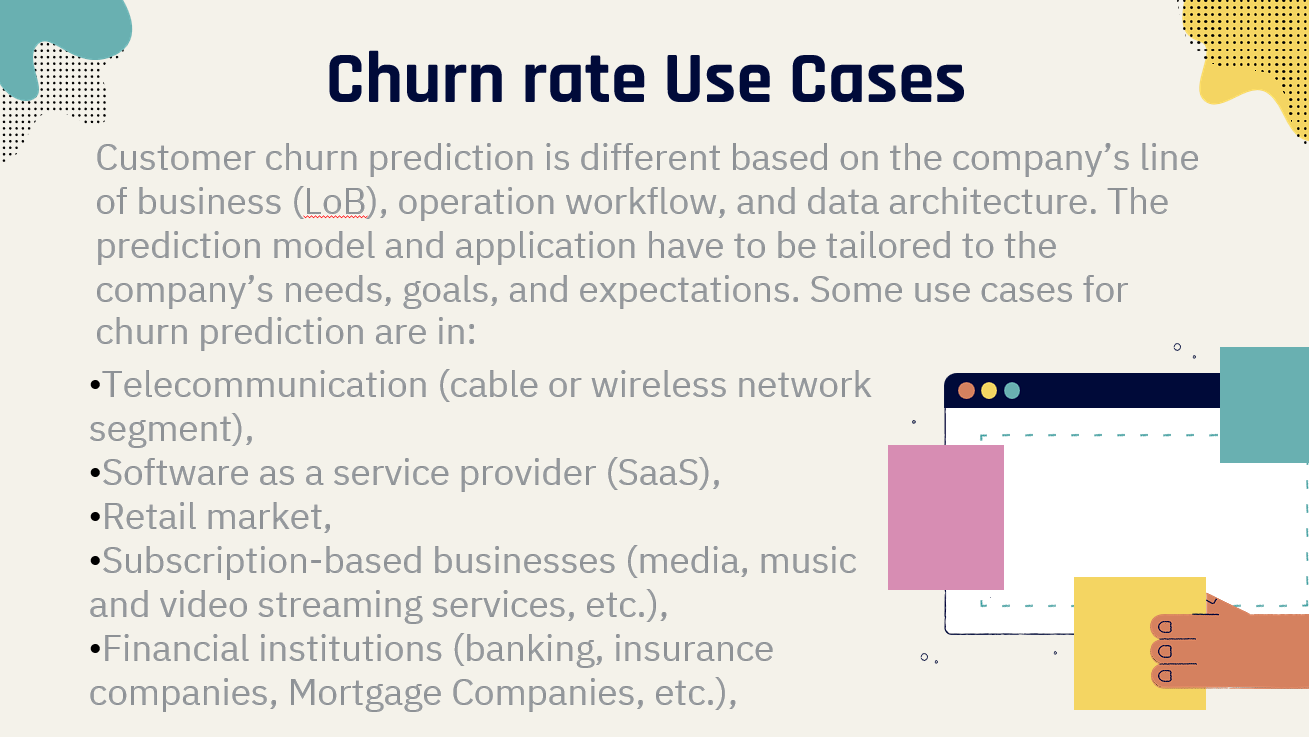 Churn rate Use Cases
Customer churn prediction is different based on the company’s line
of business (LoB), operation workflow, and data architecture. The
prediction model and application have to be tailored to the
company’s needs, goals, and expectations. Some use cases for
churn prediction are in:
•Telecommunication (cable or wireless network
segment),
•Software as a service provider (SaaS),
•Retail market,
•Subscription-based businesses (media, music
and video streaming services, etc.),
•Financial institutions (banking, insurance
companies, Mortgage Companies, etc.),